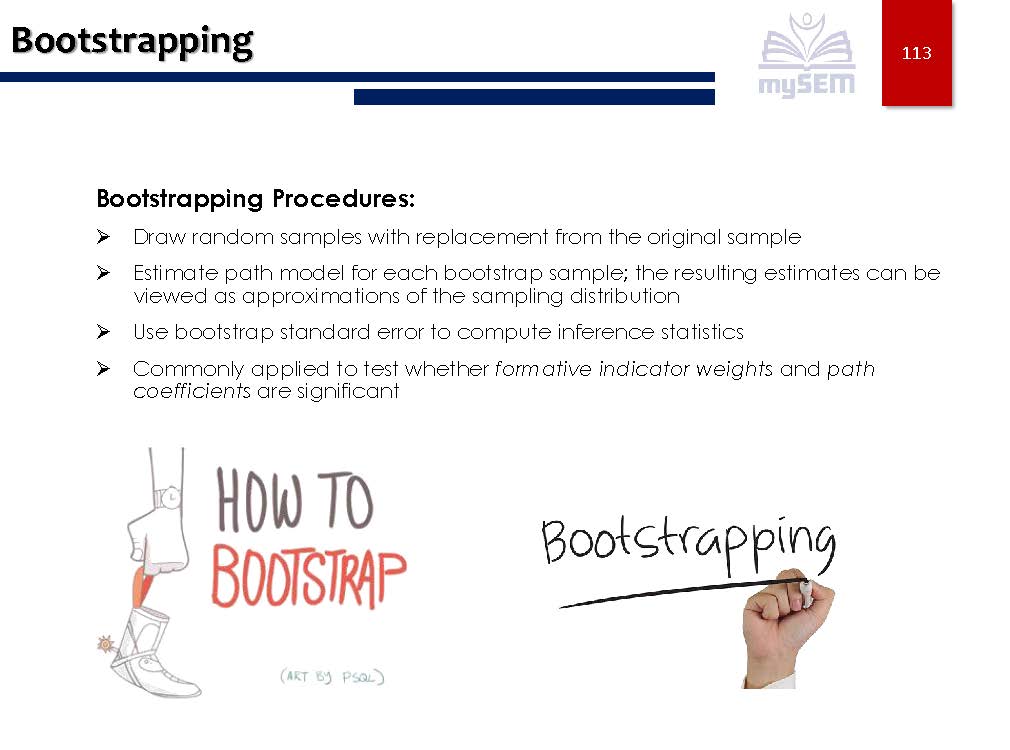 Bootstrapping
mySEM
113
Bootstrapping Procedures:
Draw random samples with replacement from the original sample
Estimate path model for each bootstrap sample; the resulting estimates can be
viewed as approximations of the sampling distribution
Use bootstrap standard error to compute inference statistics
Commonly applied to test whether formative indicator weights and path
coefficients are significant
HOW TO
BOOTSTRAP
(ART BY PSQL)
Bootstrapping